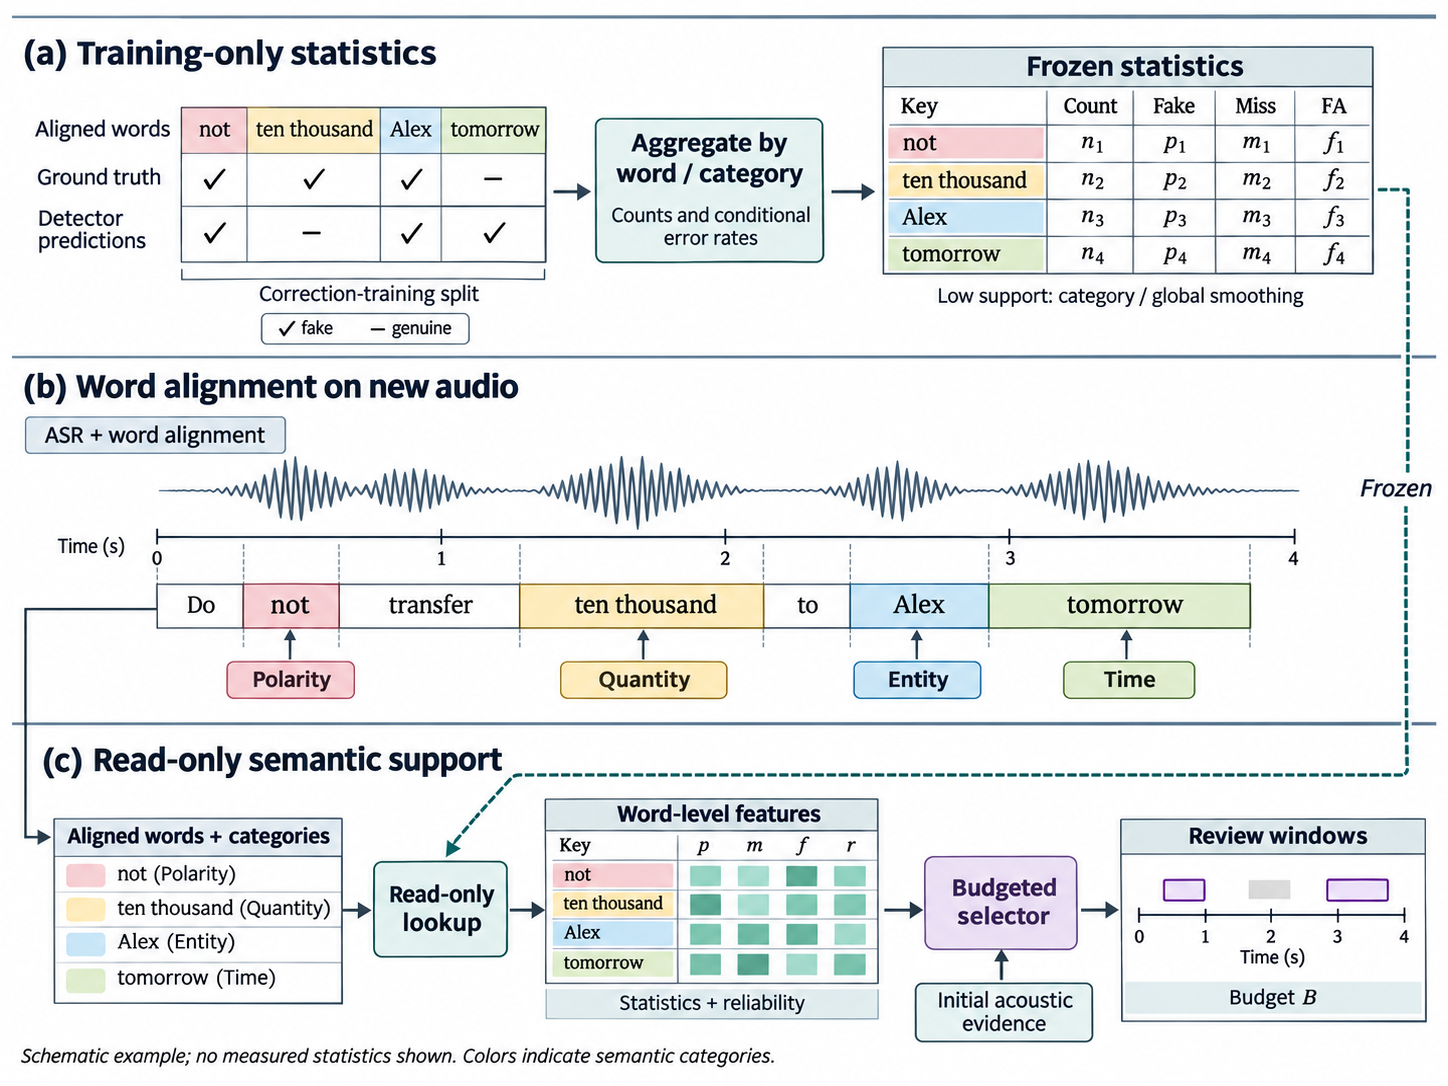 (a) Training-only statistics
Aligned words not ten thousand Alex tomorrow
Ground truth ✓ ✓ ✓ –
Detector
predictions ✓ – ✓ ✓
Correction-training split
✓ fake – genuine
Aggregate by
word / category
Counts and conditional
error rates
Frozen statistics
Key Count Fake Miss FA
not n₁ p₁ m₁ f₁
ten thousand n₂ p₂ m₂ f₂
Alex n₃ p₃ m₃ f₃
tomorrow n₄ p₄ m₄ f₄
Low support: category / global smoothing
Frozen
(b) Word alignment on new audio
ASR + word alignment
Time (s)
0 1 2 3 4
Do not transfer ten thousand to Alex tomorrow
Polarity Quantity Entity Time
(c) Read-only semantic support
Aligned words + categories
not (Polarity)
ten thousand (Quantity)
Alex (Entity)
tomorrow (Time)
Read-only
lookup
Word-level features
Key p m f r
not
ten thousand
Alex
tomorrow
Statistics + reliability
Budgeted
selector
Initial acoustic
evidence
Review windows
0 1 2 3 4
Time (s)
Budget B
Schematic example; no measured statistics shown. Colors indicate semantic categories.